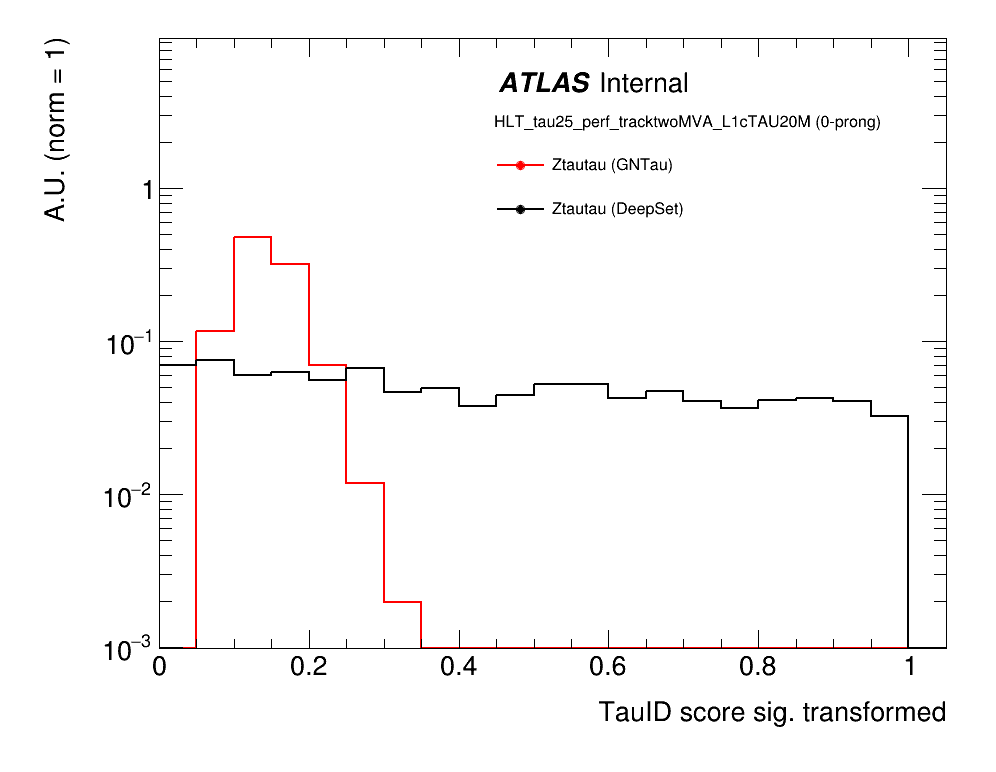 A.U. (norm = 1)
ATLAS Internal
HLT_tau25_perf_tracktwoMVA_L1cTAU20M (0-prong)
Ztautau (GNTau)
Ztautau (DeepSet)
1
10⁻¹
10⁻²
10⁻³
0 0.2 0.4 0.6 0.8 1
TauID score sig. transformed